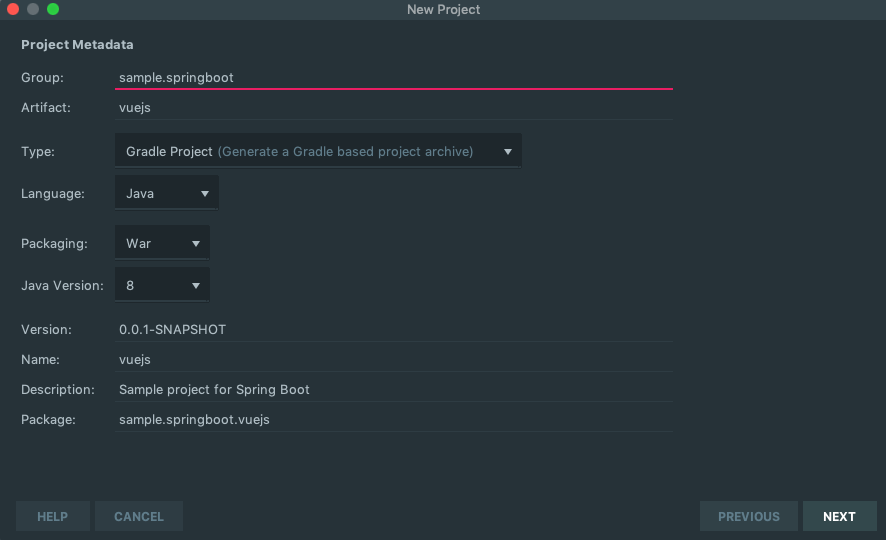 New Project
Project Metadata
Group: sample.springboot
Artifact: vuejs
Type: Gradle Project (Generate a Gradle based project archive)
Language: Java
Packaging: War
Java Version: 8
Version: 0.0.1-SNAPSHOT
Name: vuejs
Description: Sample project for Spring Boot
Package: sample.springboot.vuejs
HELP CANCEL PREVIOUS NEXT